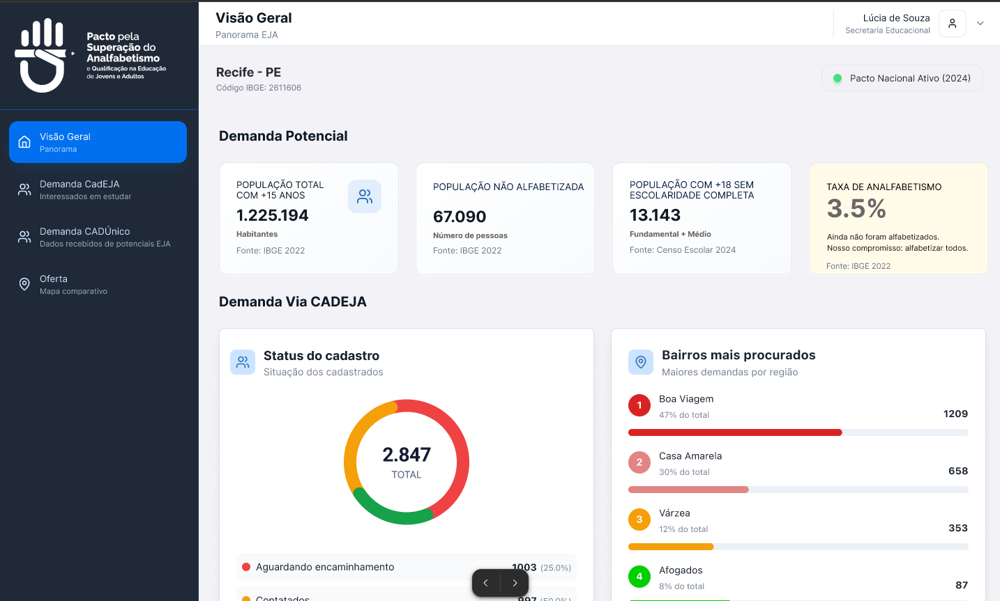 Pacto pela
Superação do
Analfabetismo
e Qualificação na Educação
de Jovens e Adultos
Visão Geral
Panorama
Demanda CadEJA
Interessados em estudar
Demanda CADÚnico
Dados recebidos de potenciais EJA
Oferta
Mapa comparativo
Visão Geral
Panorama EJA
Lúcia de Souza
Secretaria Educacional
Recife - PE
Código IBGE: 2611606
Pacto Nacional Ativo (2024)
Demanda Potencial
POPULAÇÃO TOTAL
COM +15 ANOS
1.225.194
Habitantes
Fonte: IBGE 2022
POPULAÇÃO NÃO ALFABETIZADA
67.090
Número de pessoas
Fonte: IBGE 2022
POPULAÇÃO COM +18 SEM
ESCOLARIDADE COMPLETA
13.143
Fundamental + Médio
Fonte: Censo Escolar 2024
TAXA DE ANALFABETISMO
3.5%
Ainda não foram alfabetizados.
Nosso compromisso: alfabetizar todos.
Fonte: IBGE 2022
Demanda Via CADEJA
Status do cadastro
Situação dos cadastrados
2.847
TOTAL
Aguardando encaminhamento 1003 (25.0%)
Contatados 997 (50.0%)
Bairros mais procurados
Maiores demandas por região
1 Boa Viagem
47% do total 1209
2 Casa Amarela
30% do total 658
3 Várzea
12% do total 353
4 Afogados
8% do total 87